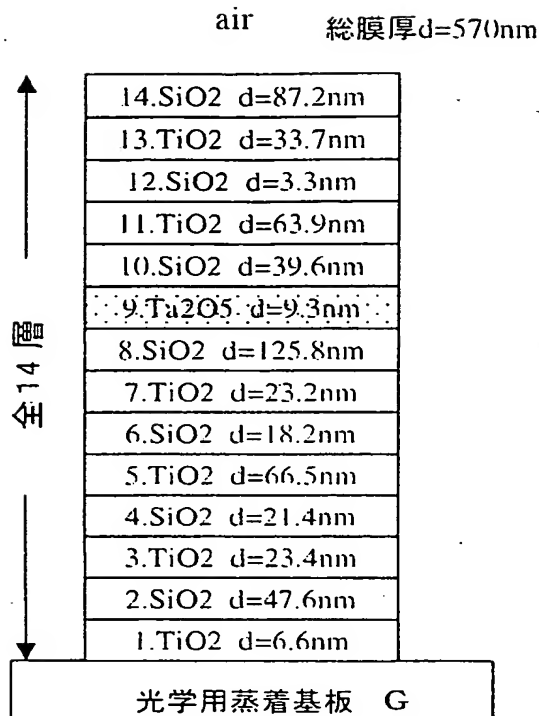 air
総膜厚d=570nm
14.SiO2 d=87.2nm
13.TiO2 d=33.7nm
12.SiO2 d=3.3nm
11.TiO2 d=63.9nm
10.SiO2 d=39.6nm
9.Ta2O5 d=9.3nm
8.SiO2 d=125.8nm
7.TiO2 d=23.2nm
6.SiO2 d=18.2nm
5.TiO2 d=66.5nm
4.SiO2 d=21.4nm
3.TiO2 d=23.4nm
2.SiO2 d=47.6nm
1.TiO2 d=6.6nm
全14層
光学用蒸着基板 G